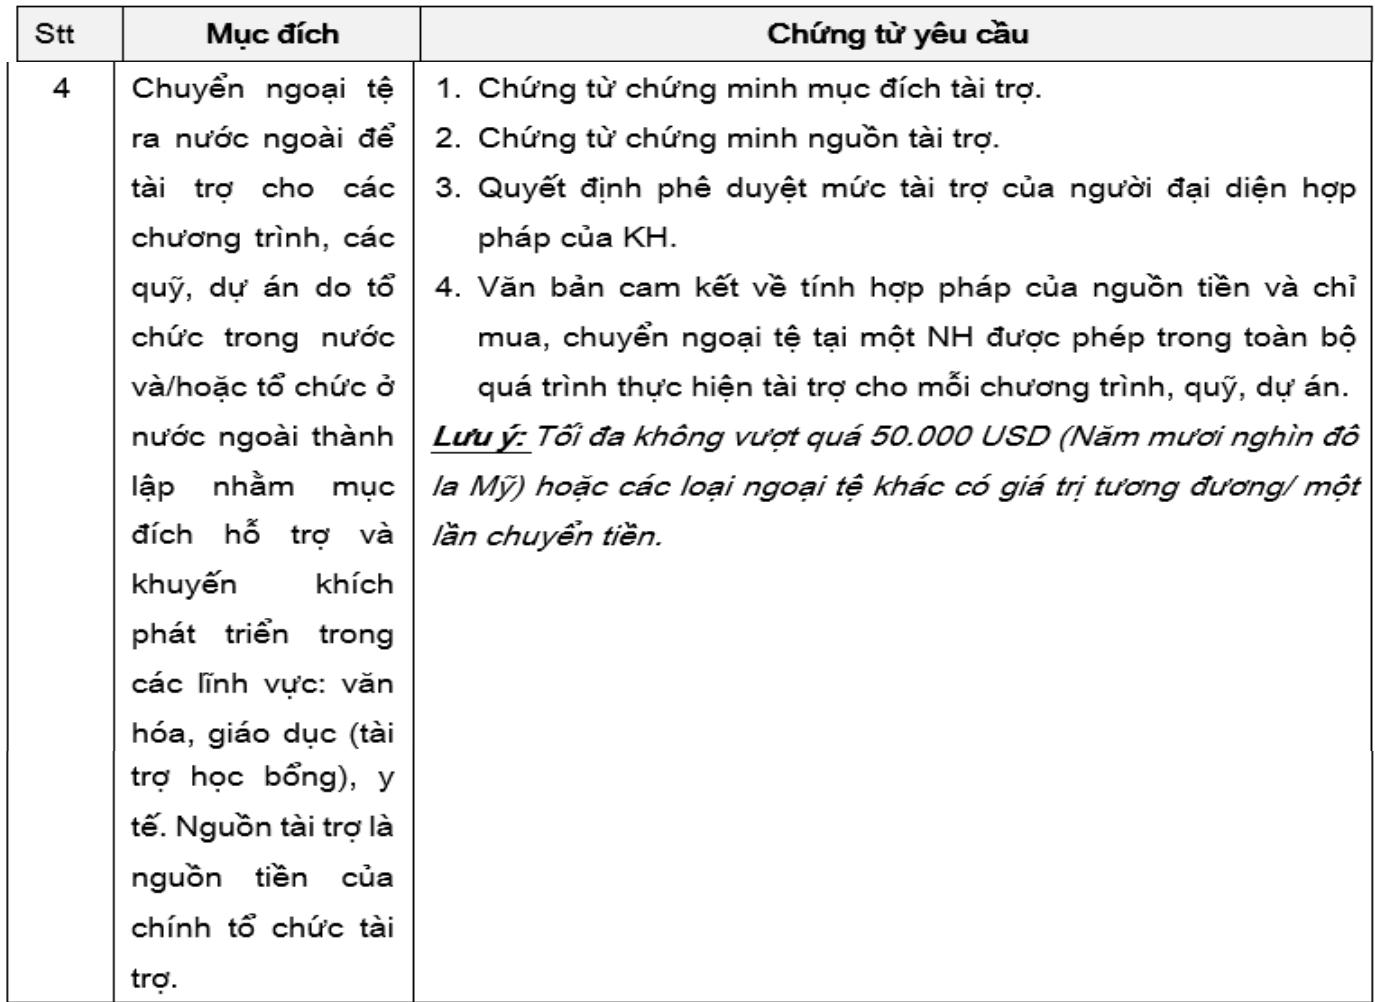 Stt
Mục đích
Chứng từ yêu cầu
4
Chuyển ngoại tệ
ra nước ngoài để
tài trợ cho các
chương trình, các
quỹ, dự án do tổ
chức trong nước
và/hoặc tổ chức ở
nước ngoài thành
lập nhằm mục
đích hỗ trợ và
khuyến khích
phát triển trong
các lĩnh vực: văn
hóa, giáo dục (tài
trợ học bổng), y
tế. Nguồn tài trợ là
nguồn tiền của
chính tổ chức tài
trợ.
1. Chứng từ chứng minh mục đích tài trợ.
2. Chứng từ chứng minh nguồn tài trợ.
3. Quyết định phê duyệt mức tài trợ của người đại diện hợp
pháp của KH.
4. Văn bản cam kết về tính hợp pháp của nguồn tiền và chỉ
mua, chuyển ngoại tệ tại một NH được phép trong toàn bộ
quá trình thực hiện tài trợ cho mỗi chương trình, quỹ, dự án.
Lưu ý: Tối đa không vượt quá 50.000 USD (Năm mươi nghìn đô
la Mỹ) hoặc các loại ngoại tệ khác có giá trị tương đương/ một
lần chuyển tiền.